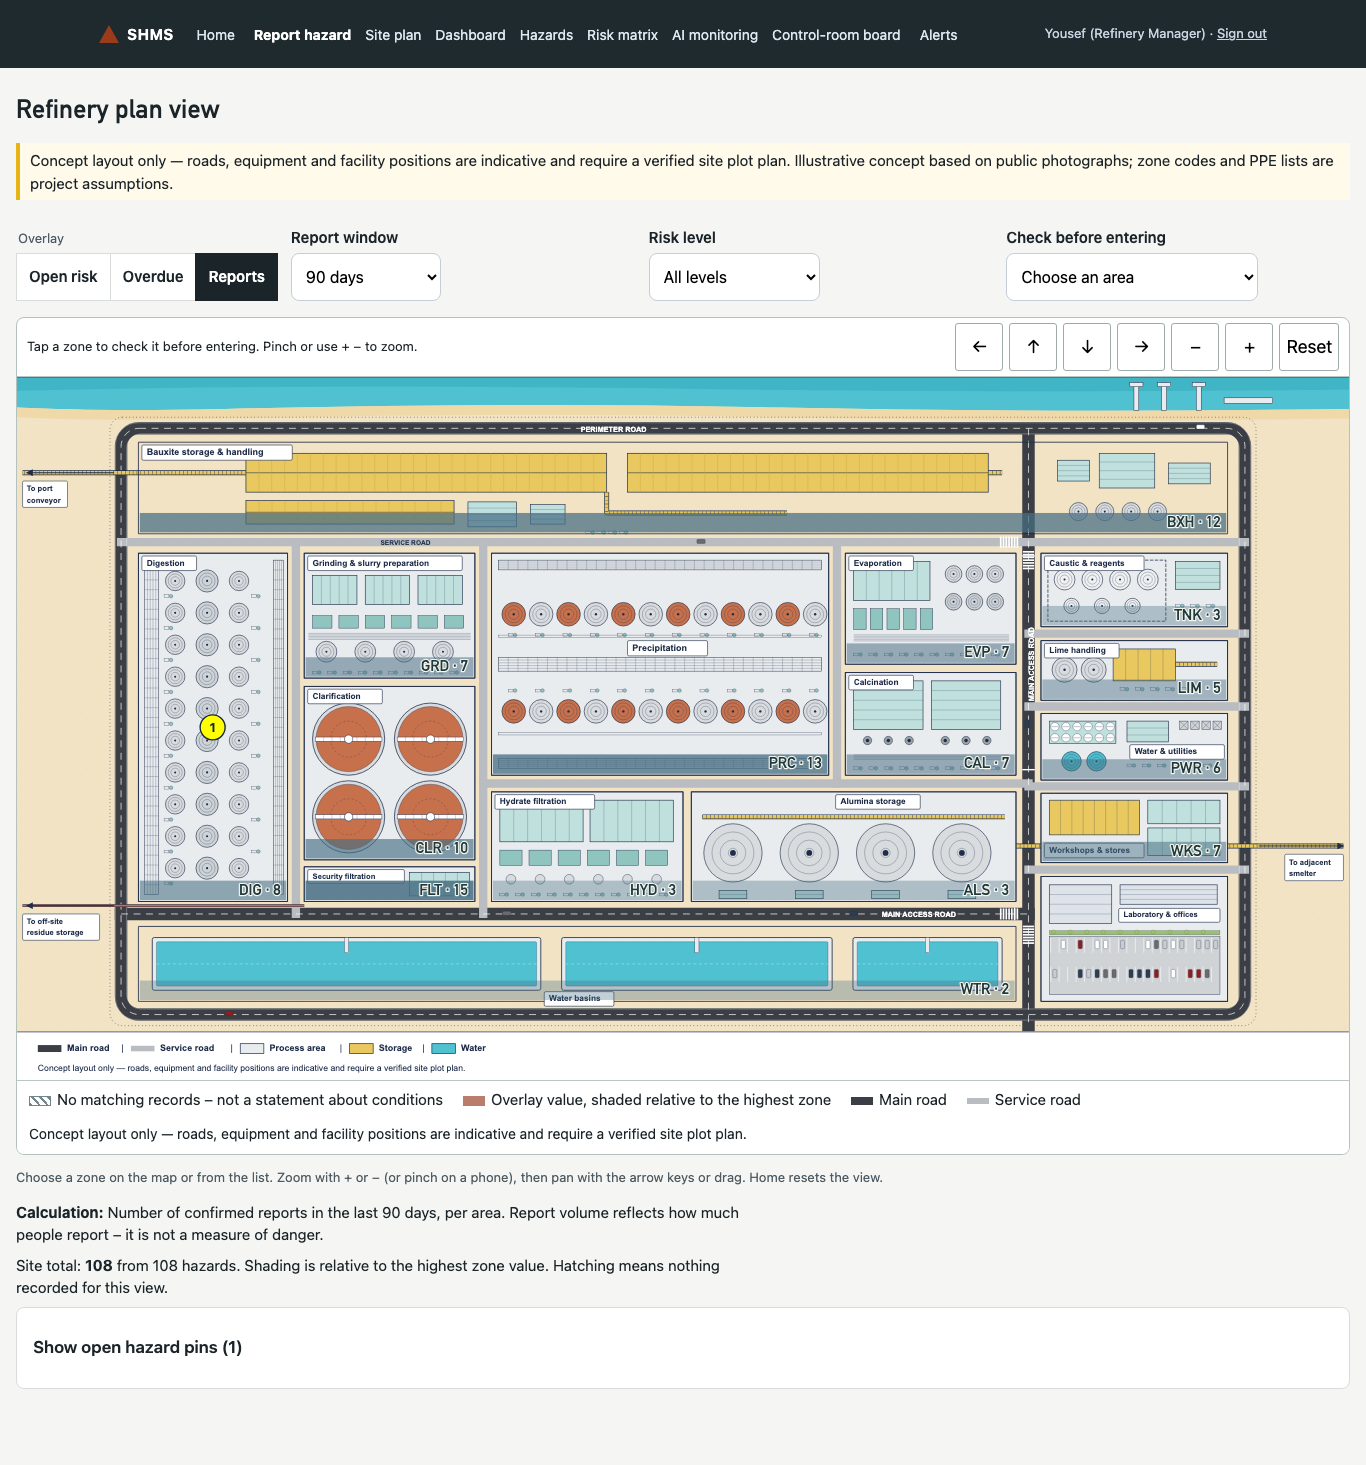 SHMS Home Report hazard Site plan Dashboard Hazards Risk matrix AI monitoring Control-room board Alerts Yousef (Refinery Manager) · Sign out
Refinery plan view
Concept layout only — roads, equipment and facility positions are indicative and require a verified site plot plan. Illustrative concept based on public photographs; zone codes and PPE lists are
project assumptions.
Overlay
Open risk Overdue Reports
Report window
90 days
Risk level
All levels
Check before entering
Choose an area
Tap a zone to check it before entering. Pinch or use + − to zoom.
← ↑ ↓ → − + Reset
PERIMETER ROAD
Bauxite storage & handling
To port
conveyor
BXH · 12
SERVICE ROAD
Digestion
Grinding & slurry preparation
Evaporation
Caustic & reagents
TNK · 3
MAIN ACCESS ROAD
Precipitation
GRD · 7
EVP · 7
Lime handling
LIM · 5
Clarification
Calcination
1
Water & utilities
PRC · 13
CAL · 7
PWR · 6
Hydrate filtration
Alumina storage
CLR · 10
Workshops & stores
WKS · 7
To adjacent
smelter
Security filtration
DIG · 8
FLT · 15
HYD · 3
ALS · 3
To off-site
residue storage
MAIN ACCESS ROAD
Laboratory & offices
WTR · 2
Water basins
Main road | Service road | Process area | Storage | Water
Concept layout only — roads, equipment and facility positions are indicative and require a verified site plot plan.
No matching records – not a statement about conditions Overlay value, shaded relative to the highest zone Main road Service road
Concept layout only — roads, equipment and facility positions are indicative and require a verified site plot plan.
Choose a zone on the map or from the list. Zoom with + or − (or pinch on a phone), then pan with the arrow keys or drag. Home resets the view.
Calculation: Number of confirmed reports in the last 90 days, per area. Report volume reflects how much
people report – it is not a measure of danger.
Site total: 108 from 108 hazards. Shading is relative to the highest zone value. Hatching means nothing
recorded for this view.
Show open hazard pins (1)